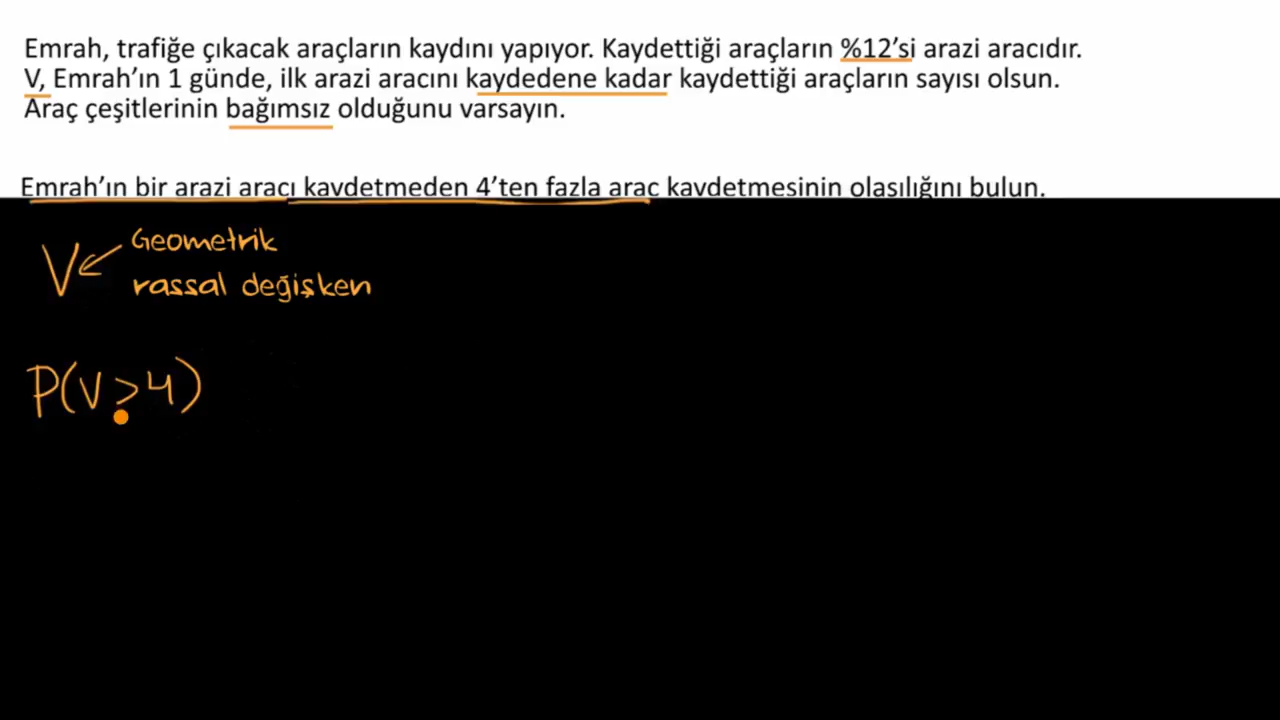 Emrah, trafiğe çıkacak araçların kaydını yapıyor. Kaydettiği araçların %12'si arazi aracıdır.
V, Emrah'ın 1 günde, ilk arazi aracını kaydedene kadar kaydettiği araçların sayısı olsun.
Araç çeşitlerinin bağımsız olduğunu varsayın.
Emrah'ın bir arazi aracı kaydetmeden 4'ten fazla araç kaydetmesinin olasılığını bulun.
V Geometrik
rassal değişken
P(V>4)